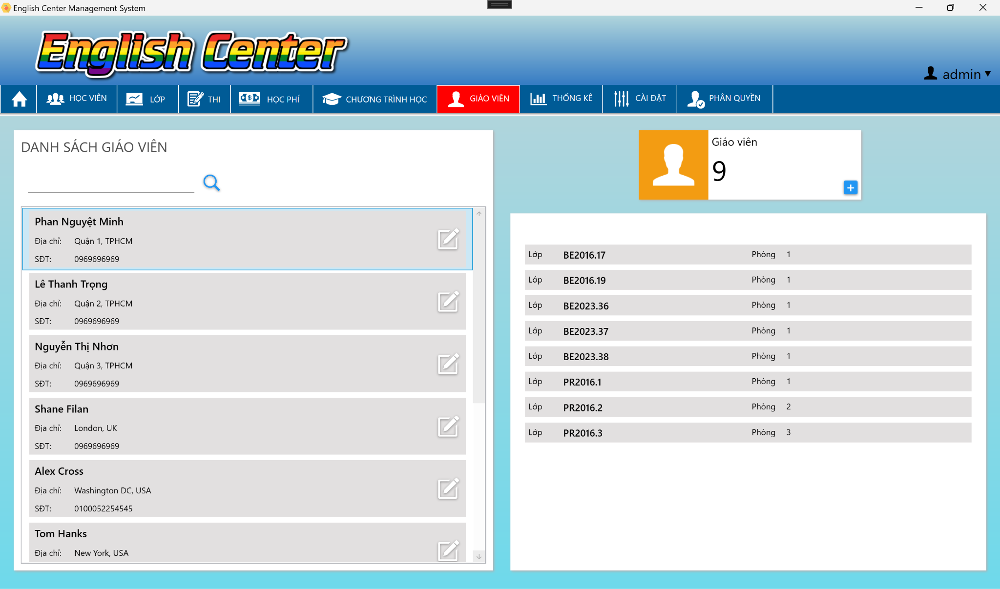 English Center Management System
English Center
admin
HỌC VIÊN
LỚP
THI
HỌC PHÍ
CHƯƠNG TRÌNH HỌC
GIÁO VIÊN
THỐNG KÊ
CÀI ĐẶT
PHÂN QUYỀN
DANH SÁCH GIÁO VIÊN
Phan Nguyệt Minh
Địa chỉ: Quận 1, TPHCM
SĐT: 0969696969
Lê Thanh Trọng
Địa chỉ: Quận 2, TPHCM
SĐT: 0969696969
Nguyễn Thị Nhơn
Địa chỉ: Quận 3, TPHCM
SĐT: 0969696969
Shane Filan
Địa chỉ: London, UK
SĐT: 0969696969
Alex Cross
Địa chỉ: Washington DC, USA
SĐT: 0100052254545
Tom Hanks
Địa chỉ: New York, USA
Giáo viên
9
Lớp BE2016.17 Phòng 1
Lớp BE2016.19 Phòng 1
Lớp BE2023.36 Phòng 1
Lớp BE2023.37 Phòng 1
Lớp BE2023.38 Phòng 1
Lớp PR2016.1 Phòng 1
Lớp PR2016.2 Phòng 2
Lớp PR2016.3 Phòng 3